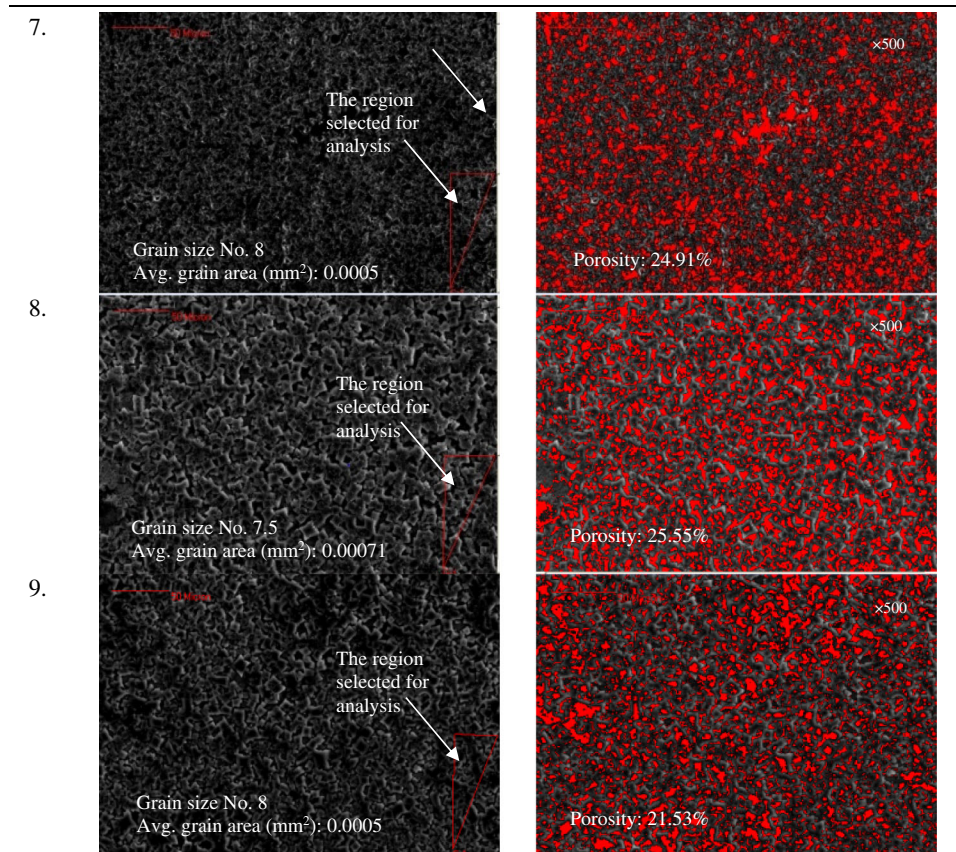 7.
×500
The region
selected for
analysis
Grain size No. 8
Avg. grain area (mm²): 0.0005
Porosity: 24.91%
8.
×500
The region
selected for
analysis
Grain size No. 7.5
Avg. grain area (mm²): 0.00071
Porosity: 25.55%
9.
×500
The region
selected for
analysis
Grain size No. 8
Avg. grain area (mm²): 0.0005
Porosity: 21.53%